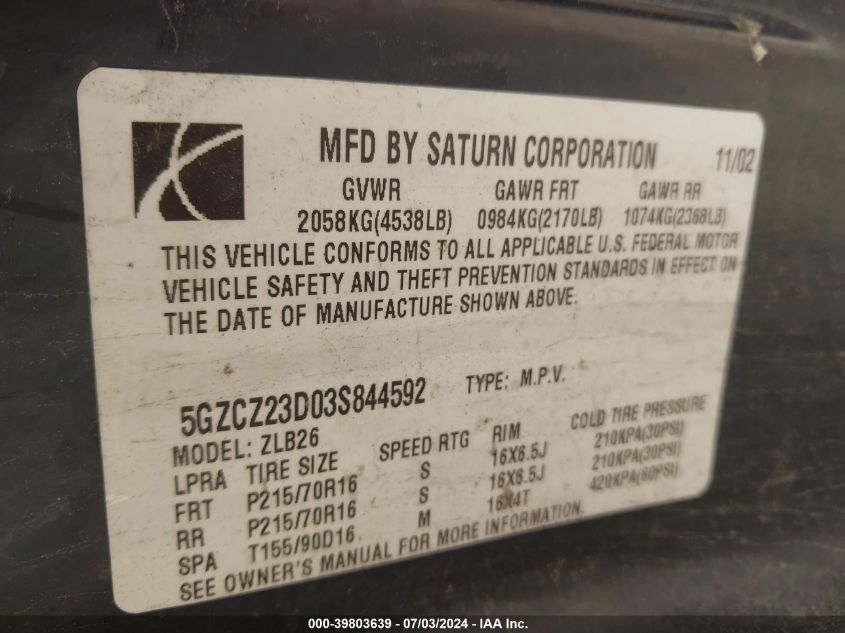 MFD BY SATURN CORPORATION 11/02
GVWR GAWR FRT GAWR RR
2058KG(4538LB) 0984KG(2170LB) 1074KG(2368LB)
THIS VEHICLE CONFORMS TO ALL APPLICABLE U.S. FEDERAL MOTOR
VEHICLE SAFETY AND THEFT PREVENTION STANDARDS IN EFFECT ON
THE DATE OF MANUFACTURE SHOWN ABOVE.
5GZCZ23D03S844592 TYPE: M.P.V.
MODEL: ZLB26
LPRA TIRE SIZE SPEED RTG RIM COLD TIRE PRESSURE
FRT P215/70R16 S 16X6.5J 210KPA(30PSI)
RR P215/70R16 S 16X6.5J 210KPA(30PSI)
SPA T155/90D16 M 16X4T 420KPA(60PSI)
SEE OWNER'S MANUAL FOR MORE INFORMATION.
000-39803639 - 07/03/2024 - IAA Inc.